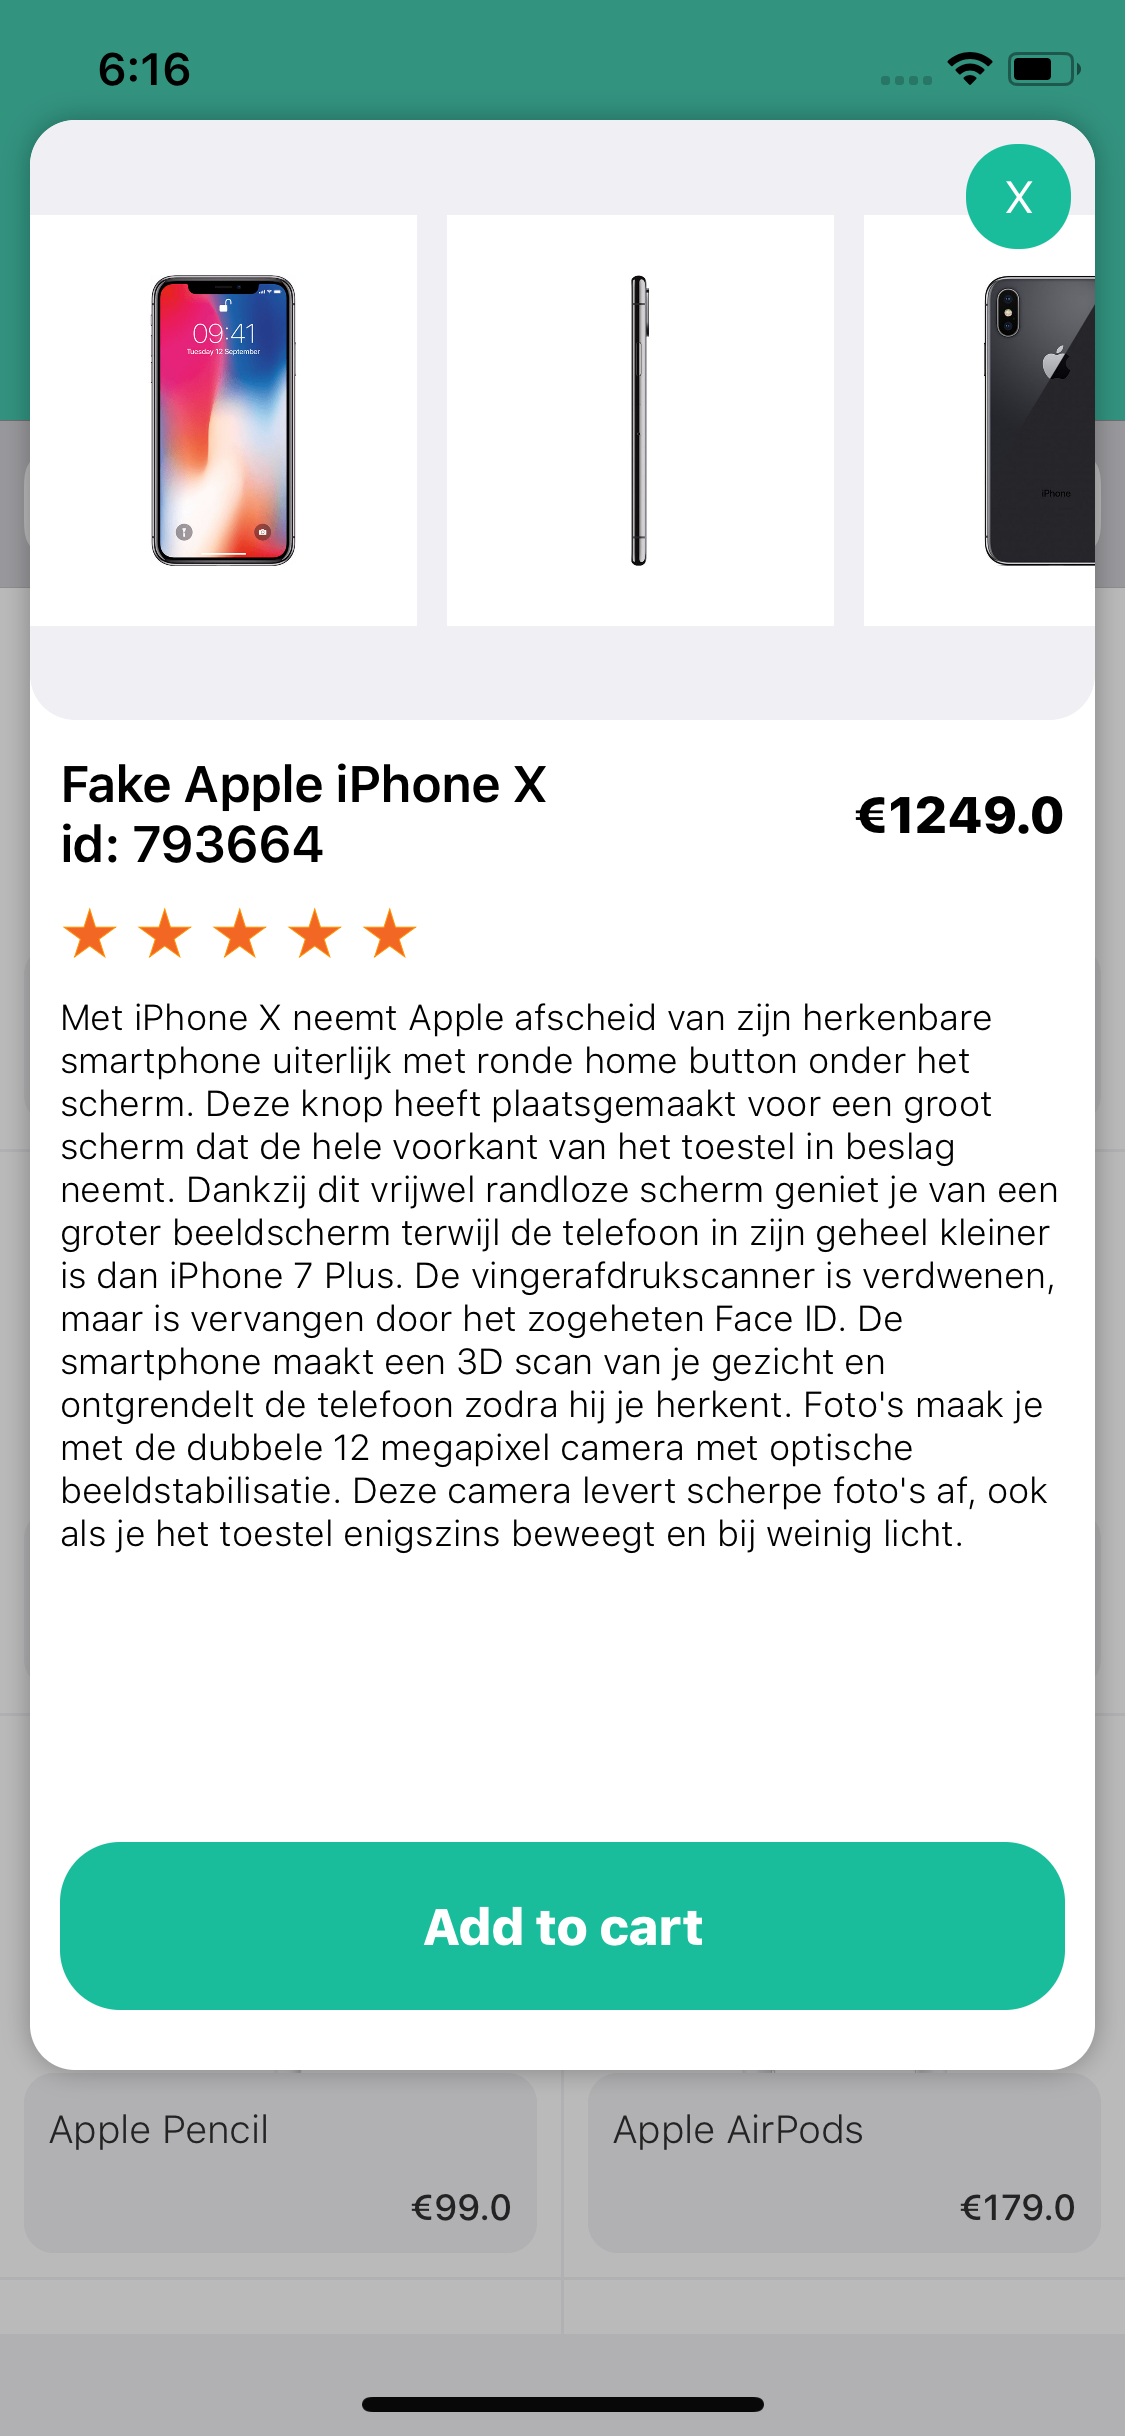 6:16
X
09:41
Tuesday 12 September
iPhone
Fake Apple iPhone X
id: 793664
€1249.0
Met iPhone X neemt Apple afscheid van zijn herkenbare
smartphone uiterlijk met ronde home button onder het
scherm. Deze knop heeft plaatsgemaakt voor een groot
scherm dat de hele voorkant van het toestel in beslag
neemt. Dankzij dit vrijwel randloze scherm geniet je van een
groter beeldscherm terwijl de telefoon in zijn geheel kleiner
is dan iPhone 7 Plus. De vingerafdrukscanner is verdwenen,
maar is vervangen door het zogeheten Face ID. De
smartphone maakt een 3D scan van je gezicht en
ontgrendelt de telefoon zodra hij je herkent. Foto's maak je
met de dubbele 12 megapixel camera met optische
beeldstabilisatie. Deze camera levert scherpe foto's af, ook
als je het toestel enigszins beweegt en bij weinig licht.
Add to cart
Apple Pencil
€99.0
Apple AirPods
€179.0